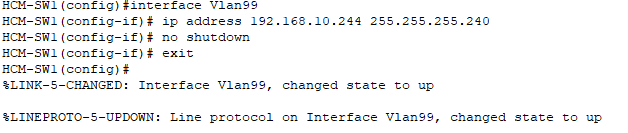 HCM-SW1(config)#interface Vlan99
HCM-SW1(config-if)# ip address 192.168.10.244 255.255.255.240
HCM-SW1(config-if)# no shutdown
HCM-SW1(config-if)# exit
HCM-SW1(config)#
%LINK-5-CHANGED: Interface Vlan99, changed state to up
%LINEPROTO-5-UPDOWN: Line protocol on Interface Vlan99, changed state to up